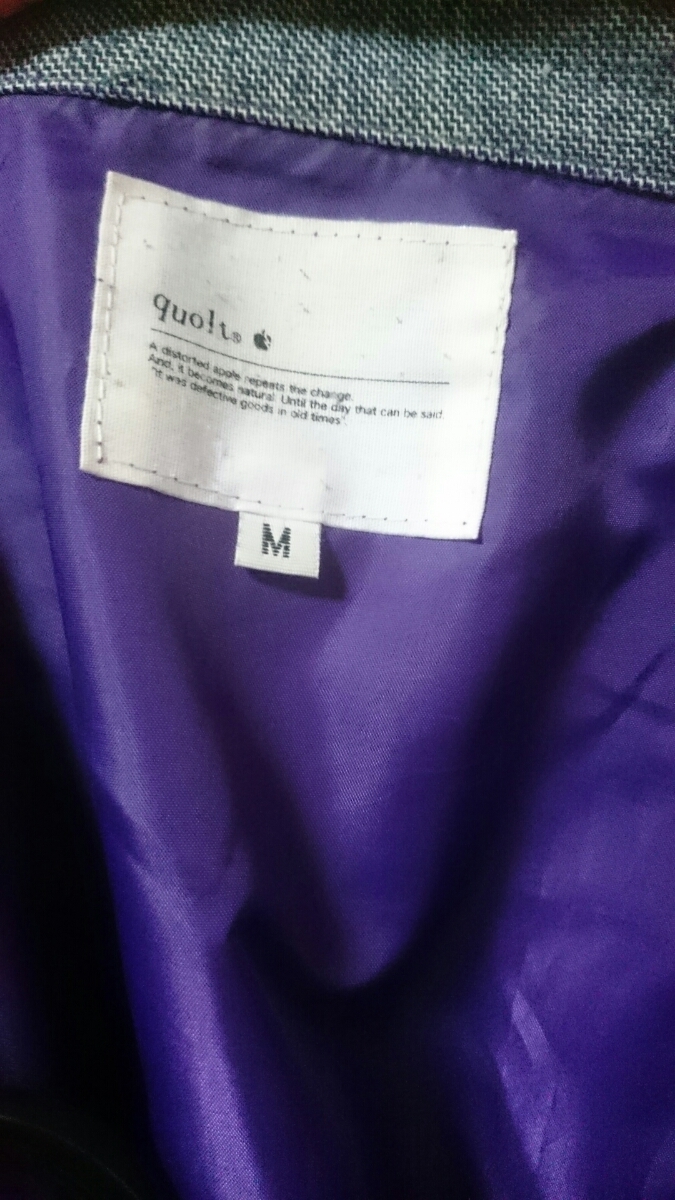 quo!t®
A distorted apple repeats the change.
And, it becomes natural. Until the day that can be said.
"It was defective goods in old times".
M